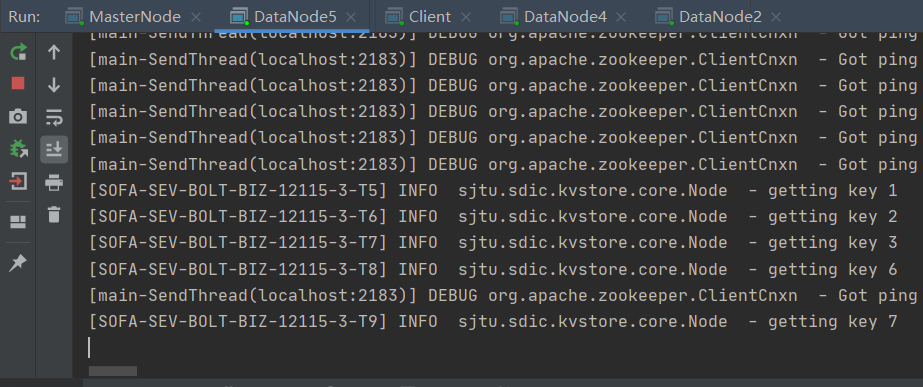 Run: MasterNode × DataNode5 × Client × DataNode4 × DataNode2 ×
[main-SendThread(localhost:2183)] DEBUG org.apache.zookeeper.ClientCnxn - Got ping
[main-SendThread(localhost:2183)] DEBUG org.apache.zookeeper.ClientCnxn - Got ping
[main-SendThread(localhost:2183)] DEBUG org.apache.zookeeper.ClientCnxn - Got ping
[main-SendThread(localhost:2183)] DEBUG org.apache.zookeeper.ClientCnxn - Got ping
[main-SendThread(localhost:2183)] DEBUG org.apache.zookeeper.ClientCnxn - Got ping
[main-SendThread(localhost:2183)] DEBUG org.apache.zookeeper.ClientCnxn - Got ping
[SOFA-SEV-BOLT-BIZ-12115-3-T5] INFO sjtu.sdic.kvstore.core.Node - getting key 1
[SOFA-SEV-BOLT-BIZ-12115-3-T6] INFO sjtu.sdic.kvstore.core.Node - getting key 2
[SOFA-SEV-BOLT-BIZ-12115-3-T7] INFO sjtu.sdic.kvstore.core.Node - getting key 3
[SOFA-SEV-BOLT-BIZ-12115-3-T8] INFO sjtu.sdic.kvstore.core.Node - getting key 6
[main-SendThread(localhost:2183)] DEBUG org.apache.zookeeper.ClientCnxn - Got ping
[SOFA-SEV-BOLT-BIZ-12115-3-T9] INFO sjtu.sdic.kvstore.core.Node - getting key 7